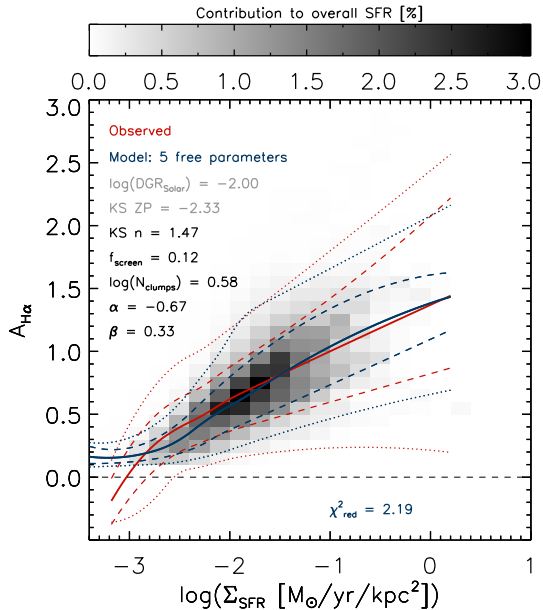 Contribution to overall SFR [%]
0.0 0.5 1.0 1.5 2.0 2.5 3.0
3.0
Observed
Model: 5 free parameters
2.5
log(DGR_Solar) = −2.00
KS ZP = −2.33
2.0
KS n = 1.47
f_screen = 0.12
log(N_clumps) = 0.58
1.5
α = −0.67
β = 0.33
A_Hα
1.0
0.5
0.0
χ²_red = 2.19
−3 −2 −1 0 1
log(Σ_SFR [M_⊙/yr/kpc²])